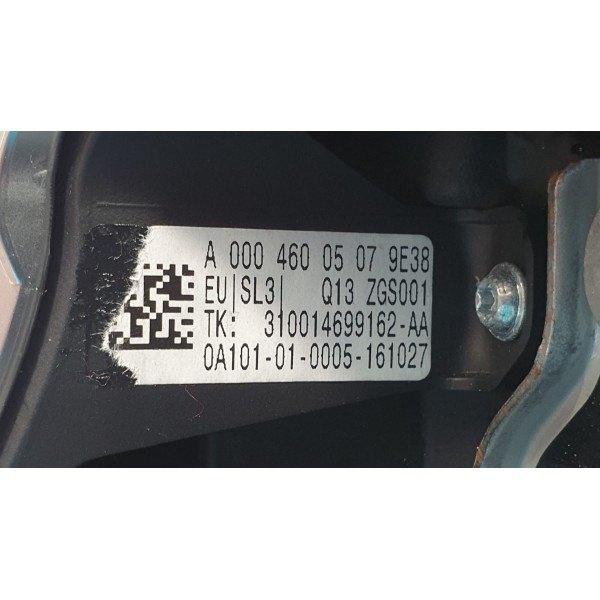 A 000 460 05 07 9E38
EU|SL3| Q13 ZGS001
TK: 310014699162-AA
0A101-01-0005-161027